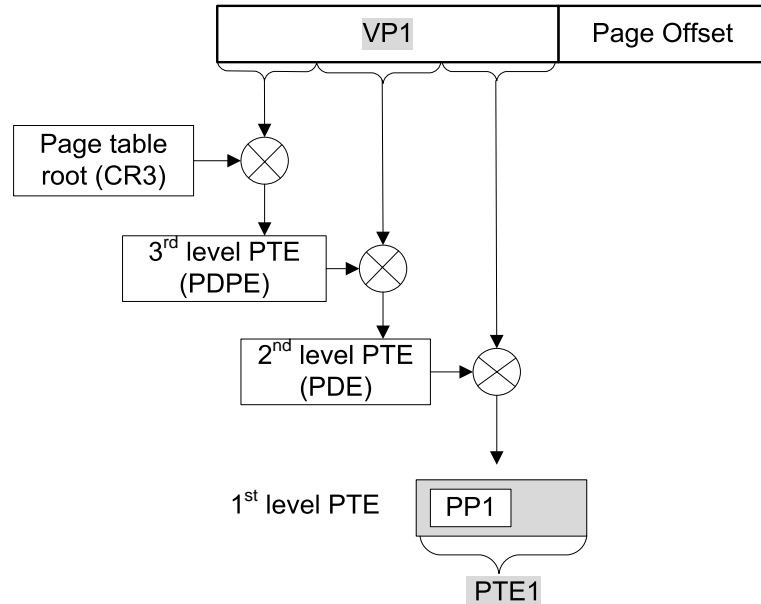 VP1 Page Offset
Page table
root (CR3)
3rd level PTE
(PDPE)
2nd level PTE
(PDE)
1st level PTE PP1
PTE1